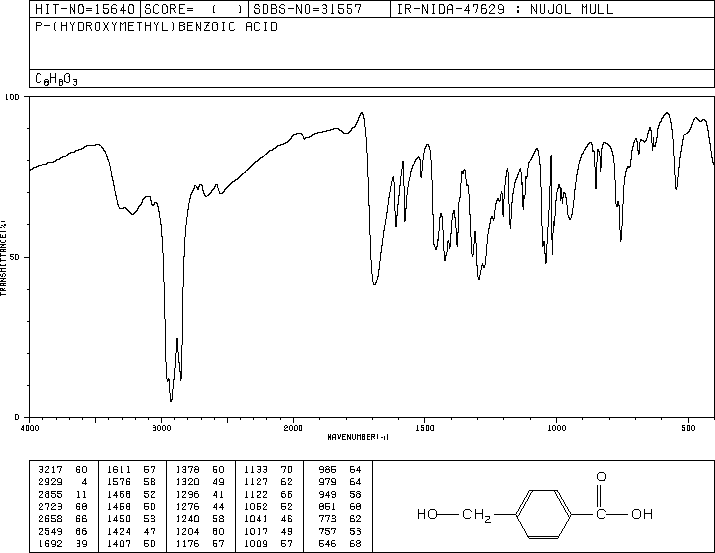 HIT-NO=15640 SCORE= ( ) SDBS-NO=31557 IR-NIDA-47629 : NUJOL MULL
P-(HYDROXYMETHYL)BENZOIC ACID
C8H8O3
100
50
0
TRANSMITTANCE(%)
4000 3000 2000 1500 1000 500
WAVENUMBER(-1)
3217 60 1611 57 1378 50 1133 70 986 64
2929 4 1576 58 1320 49 1127 62 979 64
2855 11 1468 52 1296 41 1122 66 949 58
2723 68 1458 50 1276 44 1052 52 851 68
2658 66 1450 53 1240 58 1041 46 773 62
2549 66 1424 47 1204 60 1017 49 757 53
1692 39 1407 50 1176 57 1009 57 546 68
O
HO CH2 C OH